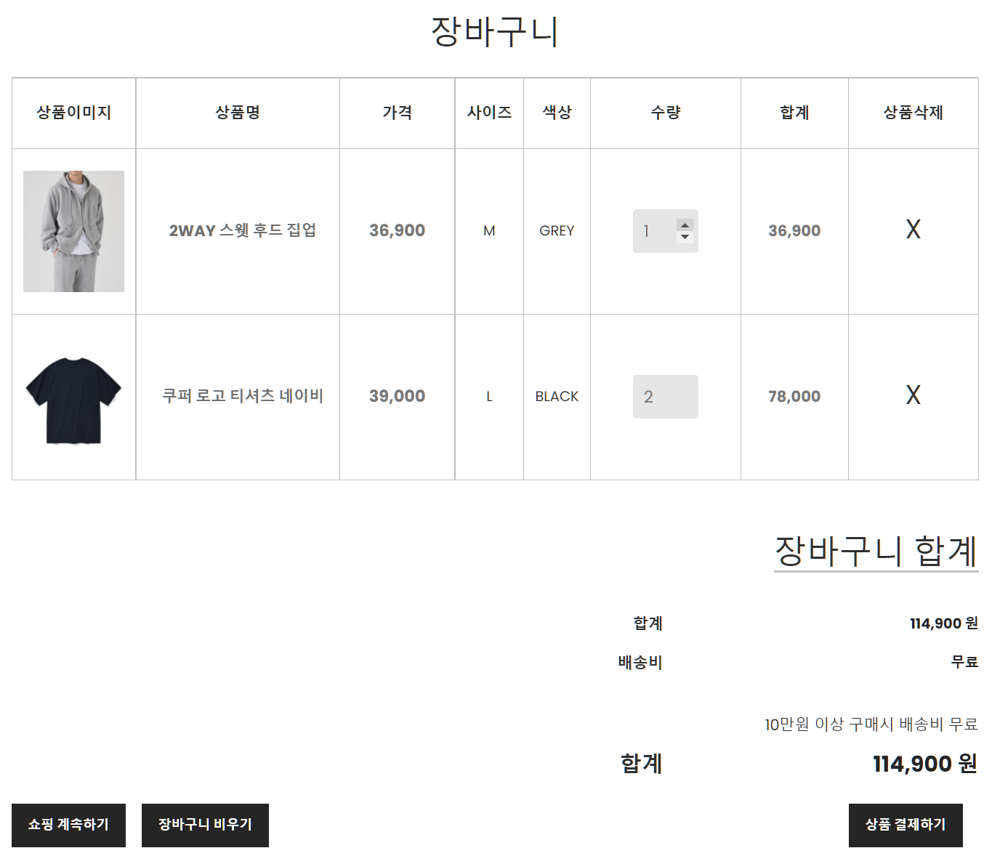 장바구니
상품이미지 상품명 가격 사이즈 색상 수량 합계 상품삭제
2WAY 스웻 후드 집업 36,900 M GREY 1 36,900 X
쿠퍼 로고 티셔츠 네이비 39,000 L BLACK 2 78,000 X
장바구니 합계
합계 114,900 원
배송비 무료
10만원 이상 구매시 배송비 무료
합계 114,900 원
쇼핑 계속하기 장바구니 비우기 상품 결제하기